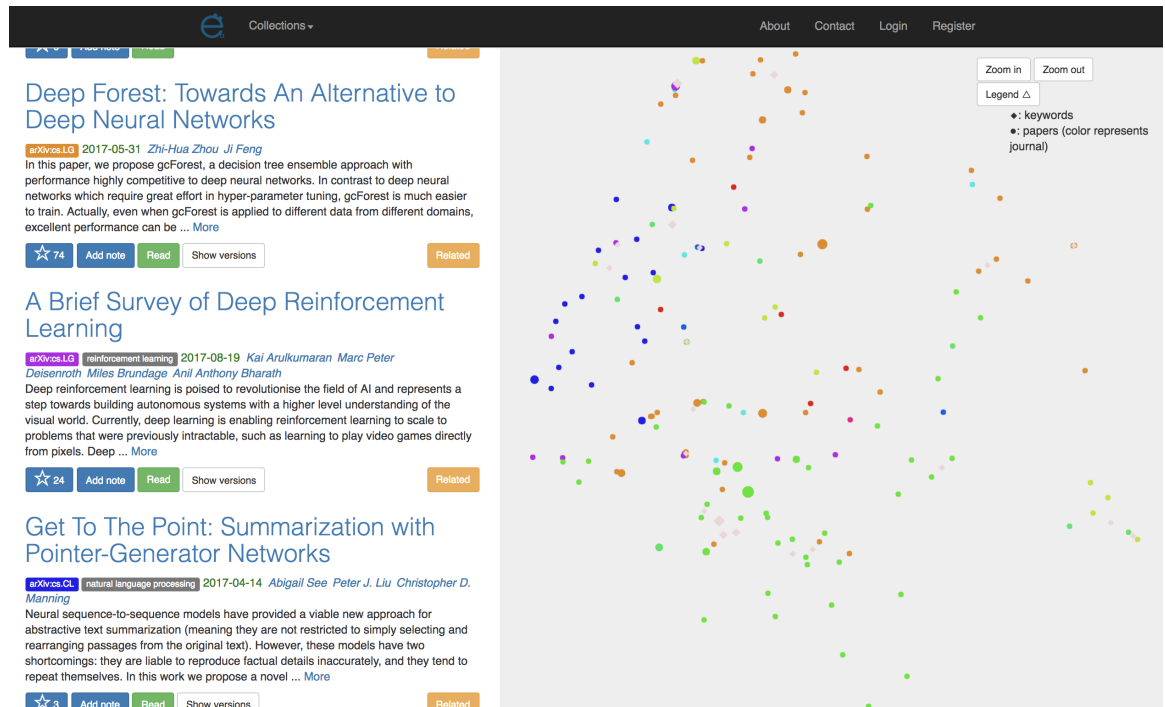 Collections
About Contact Login Register
Add note Read Related
Deep Forest: Towards An Alternative to
Deep Neural Networks
arXiv:cs.LG 2017-05-31 Zhi-Hua Zhou Ji Feng
In this paper, we propose gcForest, a decision tree ensemble approach with
performance highly competitive to deep neural networks. In contrast to deep neural
networks which require great effort in hyper-parameter tuning, gcForest is much easier
to train. Actually, even when gcForest is applied to different data from different domains,
excellent performance can be ... More
74 Add note Read Show versions Related
A Brief Survey of Deep Reinforcement
Learning
arXiv:cs.LG reinforcement learning 2017-08-19 Kai Arulkumaran Marc Peter
Deisenroth Miles Brundage Anil Anthony Bharath
Deep reinforcement learning is poised to revolutionise the field of AI and represents a
step towards building autonomous systems with a higher level understanding of the
visual world. Currently, deep learning is enabling reinforcement learning to scale to
problems that were previously intractable, such as learning to play video games directly
from pixels. Deep ... More
24 Add note Read Show versions Related
Get To The Point: Summarization with
Pointer-Generator Networks
arXiv:cs.CL natural language processing 2017-04-14 Abigail See Peter J. Liu Christopher D.
Manning
Neural sequence-to-sequence models have provided a viable new approach for
abstractive text summarization (meaning they are not restricted to simply selecting and
rearranging passages from the original text). However, these models have two
shortcomings: they are liable to reproduce factual details inaccurately, and they tend to
repeat themselves. In this work we propose a novel ... More
3 Add note Read Show versions Related
Zoom in Zoom out
Legend △
◆: keywords
●: papers (color represents
journal)